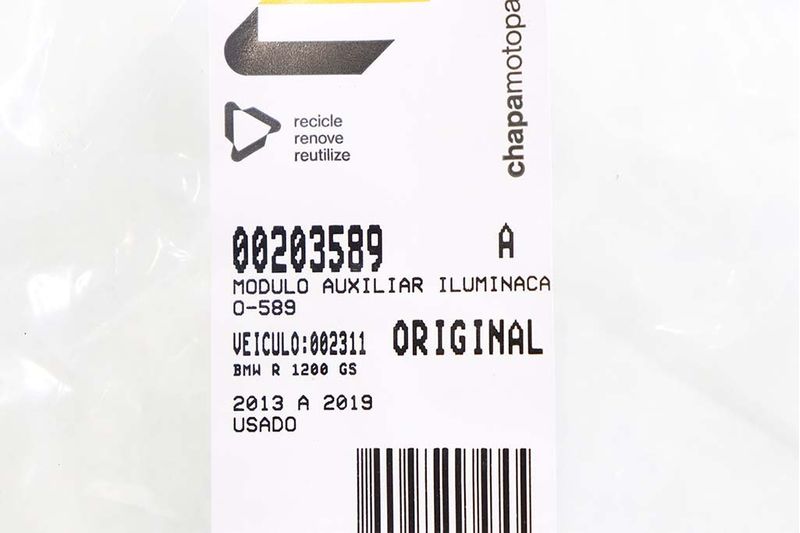 recicle
renove
reutilize
chapamotopa
00203589 A
MODULO AUXILIAR ILUMINACA
O-589
VEICULO:002311 ORIGINAL
BMW R 1200 GS
2013 A 2019
USADO